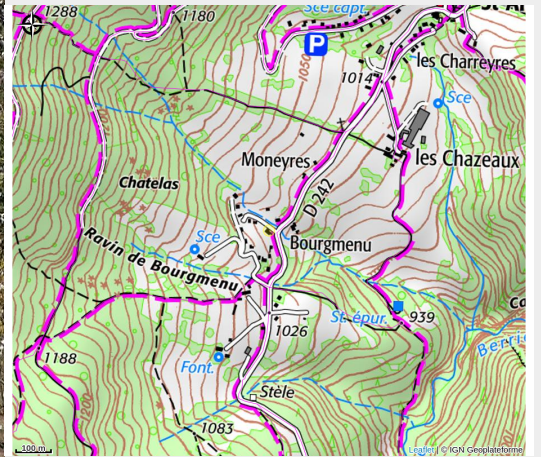 1288
1180
Sce capt.
P
1050
1014
les Charreyres
Sce
Moneyres
les Chazeaux
Chatelas
D 242
Sce
Bourgmenu
Ravin de Bourgmenu
St. épur.
939
1026
1188
Font.
Stèle
1200
1083
100 m
Leaflet | © IGN Geoplateforme